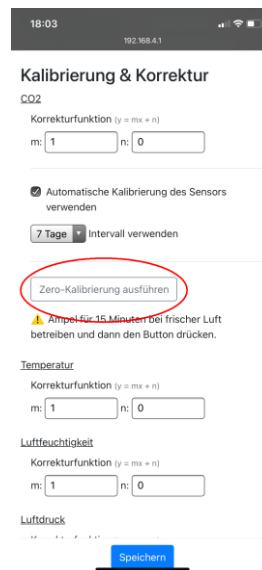 18:03
192.168.4.1
Kalibrierung & Korrektur
CO2
Korrekturfunktion (y = mx + n)
m: 1 n: 0
Automatische Kalibrierung des Sensors
verwenden
7 Tage Intervall verwenden
Zero-Kalibrierung ausführen
Ampel für 15 Minuten bei frischer Luft
betreiben und dann den Button drücken.
Temperatur
Korrekturfunktion (y = mx + n)
m: 1 n: 0
Luftfeuchtigkeit
Korrekturfunktion (y = mx + n)
m: 1 n: 0
Luftdruck
Speichern